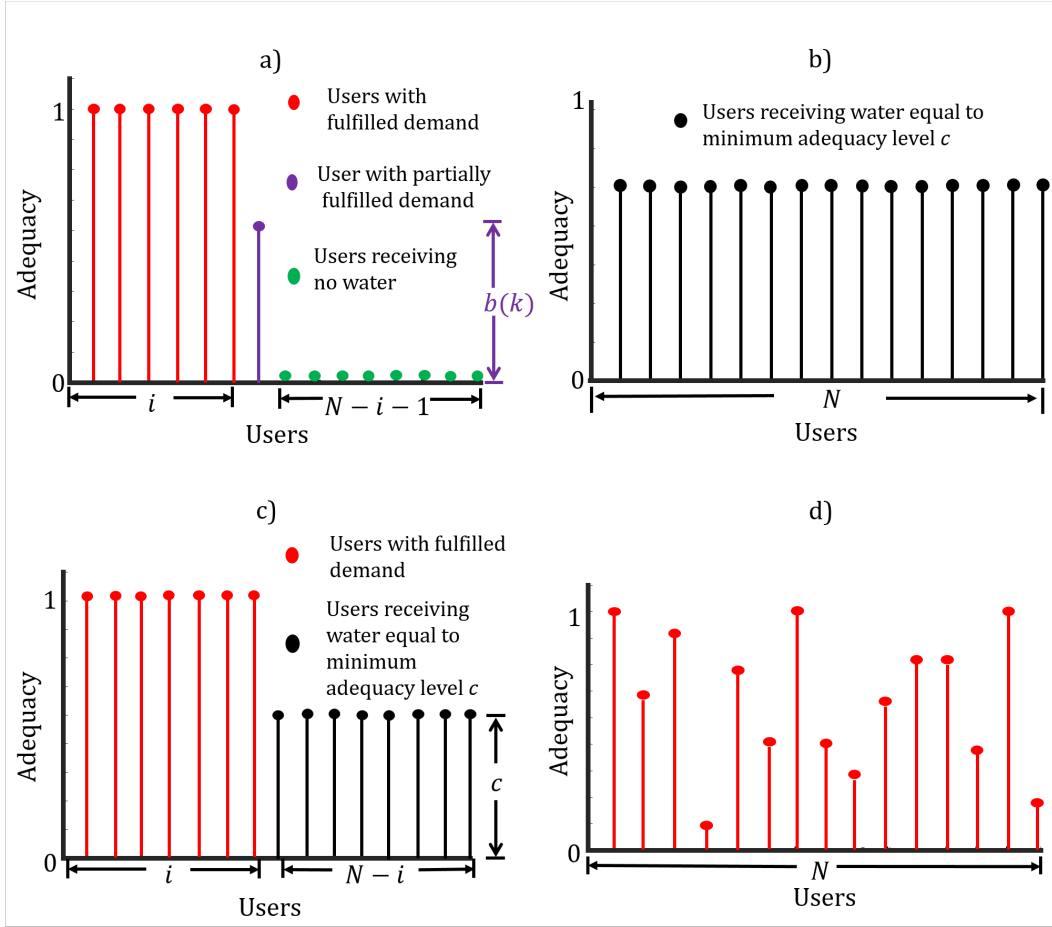 a)
1
Adequacy
0
Users with
fulfilled demand
User with partially
fulfilled demand
Users receiving
no water
b(k)
i
N − i − 1
Users
b)
1
Adequacy
0
Users receiving water equal to
minimum adequacy level c
N
Users
c)
1
Adequacy
0
Users with fulfilled
demand
Users receiving
water equal to
minimum
adequacy level c
c
i
N − i
Users
d)
1
Adequacy
0
N
Users